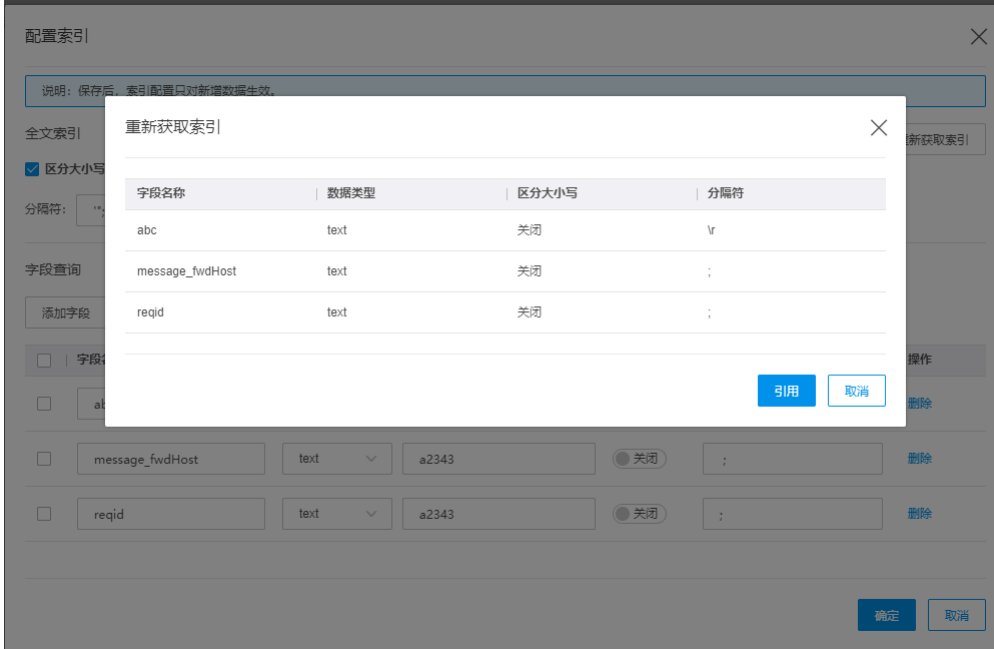 配置索引
说明：保存后，索引配置只对新增数据生效。
全文索引
新获取索引
区分大小写
分隔符：
'";
字段查询
添加字段
字段
操作
删除
message_fwdHost text a2343 关闭 ; 删除
reqid text a2343 关闭 ; 删除
确定 取消
重新获取索引
字段名称 数据类型 区分大小写 分隔符
abc text 关闭 \r
message_fwdHost text 关闭 ;
reqid text 关闭 ;
引用 取消